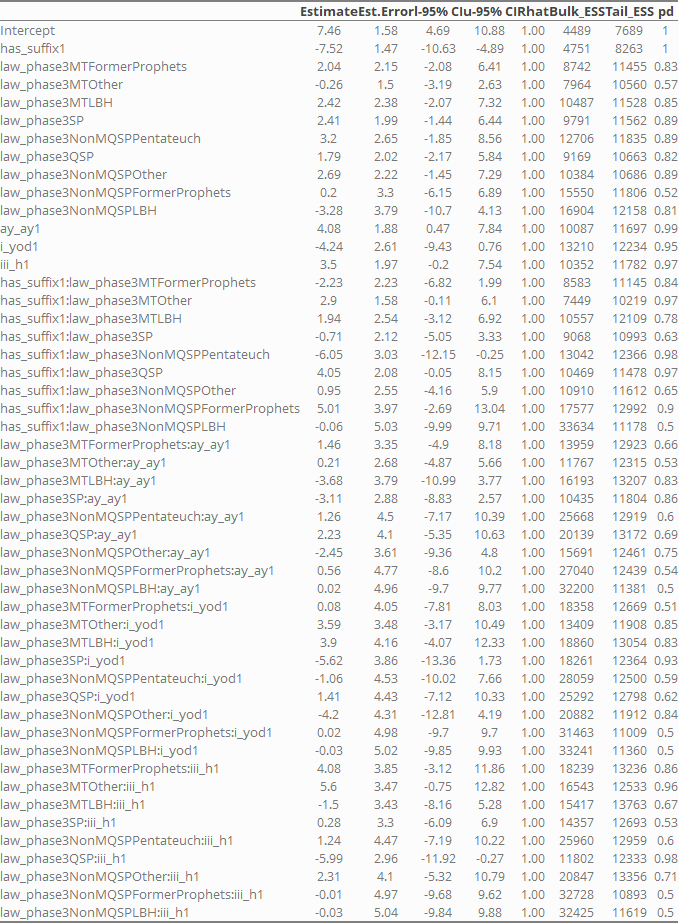 EstimateEst.Errorl-95% CIu-95% CIRhatBulk_ESSTail_ESS pd
Intercept 7.46 1.58 4.69 10.88 1.00 4489 7689 1
has_suffix1 -7.52 1.47 -10.63 -4.89 1.00 4751 8263 1
law_phase3MTFormerProphets 2.04 2.15 -2.08 6.41 1.00 8742 11455 0.83
law_phase3MTOther -0.26 1.5 -3.19 2.63 1.00 7964 10560 0.57
law_phase3MTLBH 2.42 2.38 -2.07 7.32 1.00 10487 11528 0.85
law_phase3SP 2.41 1.99 -1.44 6.44 1.00 9791 11562 0.89
law_phase3NonMQSPPentateuch 3.2 2.65 -1.85 8.56 1.00 12706 11835 0.89
law_phase3QSP 1.79 2.02 -2.17 5.84 1.00 9169 10663 0.82
law_phase3NonMQSPOther 2.69 2.22 -1.45 7.29 1.00 10384 10686 0.89
law_phase3NonMQSPFormerProphets 0.2 3.3 -6.15 6.89 1.00 15550 11806 0.52
law_phase3NonMQSPLBH -3.28 3.79 -10.7 4.13 1.00 16904 12158 0.81
ay_ay1 4.08 1.88 0.47 7.84 1.00 10087 11697 0.99
i_yod1 -4.24 2.61 -9.43 0.76 1.00 13210 12234 0.95
iii_h1 3.5 1.97 -0.2 7.54 1.00 10352 11782 0.97
has_suffix1:law_phase3MTFormerProphets -2.23 2.23 -6.82 1.99 1.00 8583 11145 0.84
has_suffix1:law_phase3MTOther 2.9 1.58 -0.11 6.1 1.00 7449 10219 0.97
has_suffix1:law_phase3MTLBH 1.94 2.54 -3.12 6.92 1.00 10557 12109 0.78
has_suffix1:law_phase3SP -0.71 2.12 -5.05 3.33 1.00 9068 10993 0.63
has_suffix1:law_phase3NonMQSPPentateuch -6.05 3.03 -12.15 -0.25 1.00 13042 12366 0.98
has_suffix1:law_phase3QSP 4.05 2.08 -0.05 8.15 1.00 10469 11478 0.97
has_suffix1:law_phase3NonMQSPOther 0.95 2.55 -4.16 5.9 1.00 10910 11612 0.65
has_suffix1:law_phase3NonMQSPFormerProphets 5.01 3.97 -2.69 13.04 1.00 17577 12992 0.9
has_suffix1:law_phase3NonMQSPLBH -0.06 5.03 -9.99 9.71 1.00 33634 11178 0.5
law_phase3MTFormerProphets:ay_ay1 1.46 3.35 -4.9 8.18 1.00 13959 12923 0.66
law_phase3MTOther:ay_ay1 0.21 2.68 -4.87 5.66 1.00 11767 12315 0.53
law_phase3MTLBH:ay_ay1 -3.68 3.79 -10.99 3.77 1.00 16193 13207 0.83
law_phase3SP:ay_ay1 -3.11 2.88 -8.83 2.57 1.00 10435 11804 0.86
law_phase3NonMQSPPentateuch:ay_ay1 1.26 4.5 -7.17 10.39 1.00 25668 12919 0.6
law_phase3QSP:ay_ay1 2.23 4.1 -5.35 10.63 1.00 20139 13172 0.69
law_phase3NonMQSPOther:ay_ay1 -2.45 3.61 -9.36 4.8 1.00 15691 12461 0.75
law_phase3NonMQSPFormerProphets:ay_ay1 0.56 4.77 -8.6 10.2 1.00 27040 12439 0.54
law_phase3NonMQSPLBH:ay_ay1 0.02 4.96 -9.7 9.77 1.00 32200 11381 0.5
law_phase3MTFormerProphets:i_yod1 0.08 4.05 -7.81 8.03 1.00 18358 12669 0.51
law_phase3MTOther:i_yod1 3.59 3.48 -3.17 10.49 1.00 13409 11908 0.85
law_phase3MTLBH:i_yod1 3.9 4.16 -4.07 12.33 1.00 18860 13054 0.83
law_phase3SP:i_yod1 -5.62 3.86 -13.36 1.73 1.00 18261 12364 0.93
law_phase3NonMQSPPentateuch:i_yod1 -1.06 4.53 -10.02 7.66 1.00 28059 12500 0.59
law_phase3QSP:i_yod1 1.41 4.43 -7.12 10.33 1.00 25292 12798 0.62
law_phase3NonMQSPOther:i_yod1 -4.2 4.31 -12.81 4.19 1.00 20882 11912 0.84
law_phase3NonMQSPFormerProphets:i_yod1 0.02 4.98 -9.7 9.7 1.00 31463 11009 0.5
law_phase3NonMQSPLBH:i_yod1 -0.03 5.02 -9.85 9.93 1.00 33241 11360 0.5
law_phase3MTFormerProphets:iii_h1 4.08 3.85 -3.12 11.86 1.00 18239 13236 0.86
law_phase3MTOther:iii_h1 5.6 3.47 -0.75 12.82 1.00 16543 12533 0.96
law_phase3MTLBH:iii_h1 -1.5 3.43 -8.16 5.28 1.00 15417 13763 0.67
law_phase3SP:iii_h1 0.28 3.3 -6.09 6.9 1.00 14357 12693 0.53
law_phase3NonMQSPPentateuch:iii_h1 1.24 4.47 -7.19 10.22 1.00 25960 12959 0.6
law_phase3QSP:iii_h1 -5.99 2.96 -11.92 -0.27 1.00 11802 12333 0.98
law_phase3NonMQSPOther:iii_h1 2.31 4.1 -5.32 10.79 1.00 20847 13356 0.71
law_phase3NonMQSPFormerProphets:iii_h1 -0.01 4.97 -9.68 9.62 1.00 32728 10893 0.5
law_phase3NonMQSPLBH:iii_h1 -0.03 5.04 -9.84 9.88 1.00 32425 11619 0.5